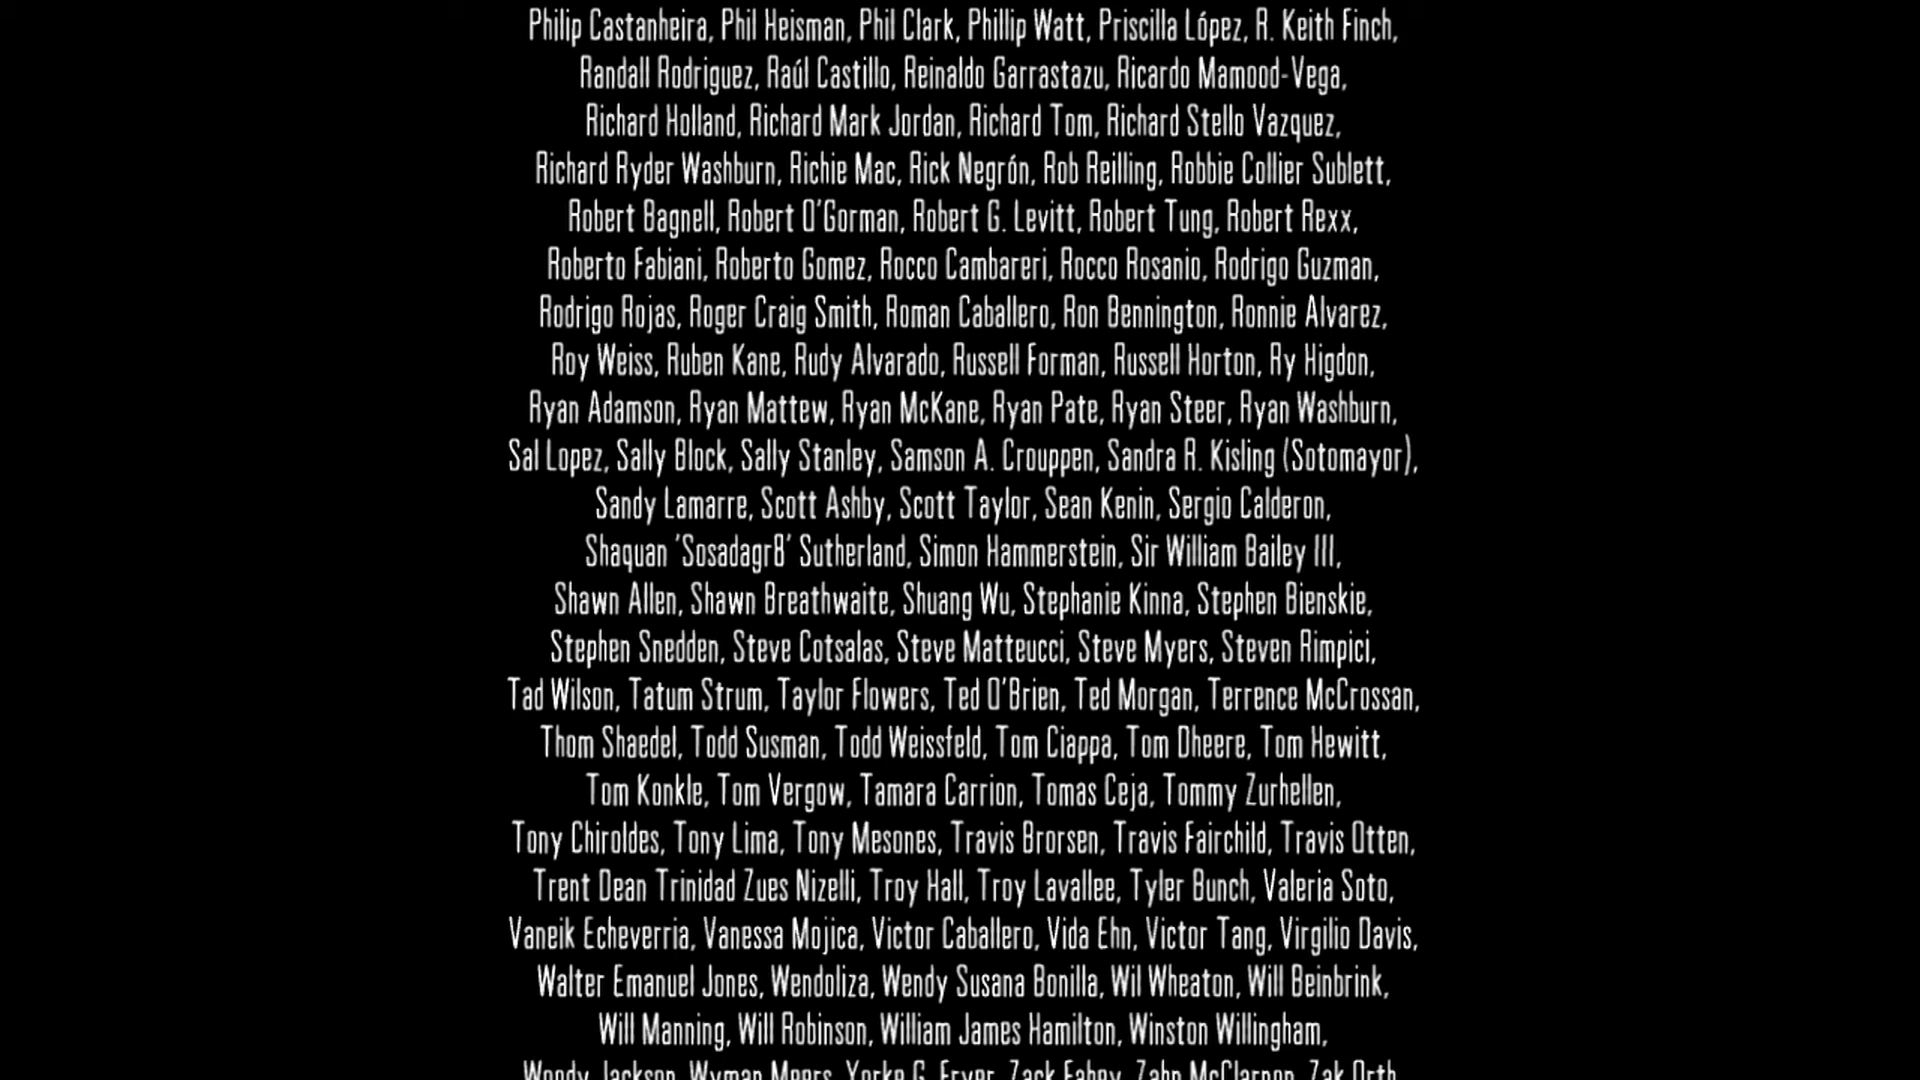 Philip Castanheira, Phil Heisman, Phil Clark, Phillip Watt, Priscilla López, R. Keith Finch,
Randall Rodriguez, Raúl Castillo, Reinaldo Garrastazu, Ricardo Mamood-Vega,
Richard Holland, Richard Mark Jordan, Richard Tom, Richard Stello Vazquez,
Richard Ryder Washburn, Richie Mac, Rick Negrón, Rob Reilling, Robbie Collier Sublett,
Robert Bagnell, Robert O'Gorman, Robert G. Levitt, Robert Tung, Robert Rexx,
Roberto Fabiani, Roberto Gomez, Rocco Cambareri, Rocco Rosanio, Rodrigo Guzman,
Rodrigo Rojas, Roger Craig Smith, Roman Caballero, Ron Bennington, Ronnie Alvarez,
Roy Weiss, Ruben Kane, Rudy Alvarado, Russell Forman, Russell Horton, Ry Higdon,
Ryan Adamson, Ryan Mattew, Ryan McKane, Ryan Pate, Ryan Steer, Ryan Washburn,
Sal Lopez, Sally Block, Sally Stanley, Samson A. Crouppen, Sandra R. Kisling (Sotomayor),
Sandy Lamarre, Scott Ashby, Scott Taylor, Sean Kenin, Sergio Calderon,
Shaquan 'Sosadagr8' Sutherland, Simon Hammerstein, Sir William Bailey III,
Shawn Allen, Shawn Breathwaite, Shuang Wu, Stephanie Kinna, Stephen Bienskie,
Stephen Snedden, Steve Cotsalas, Steve Matteucci, Steve Myers, Steven Rimpici,
Tad Wilson, Tatum Strum, Taylor Flowers, Ted O'Brien, Ted Morgan, Terrence McCrossan,
Thom Shaedel, Todd Susman, Todd Weissfeld, Tom Ciappa, Tom Dheere, Tom Hewitt,
Tom Konkle, Tom Vergow, Tamara Carrion, Tomas Ceja, Tommy Zurhellen,
Tony Chiroldes, Tony Lima, Tony Mesones, Travis Brorsen, Travis Fairchild, Travis Otten,
Trent Dean Trinidad Zues Nizelli, Troy Hall, Troy Lavallee, Tyler Bunch, Valeria Soto,
Vaneik Echeverria, Vanessa Mojica, Victor Caballero, Vida Ehn, Victor Tang, Virgilio Davis,
Walter Emanuel Jones, Wendoliza, Wendy Susana Bonilla, Wil Wheaton, Will Beinbrink,
Will Manning, Will Robinson, William James Hamilton, Winston Willingham,
Woody Jackson, Wyman Meers, Yorke G. Fryer, Zack Fahey, Zahn McClarnon, Zak Orth